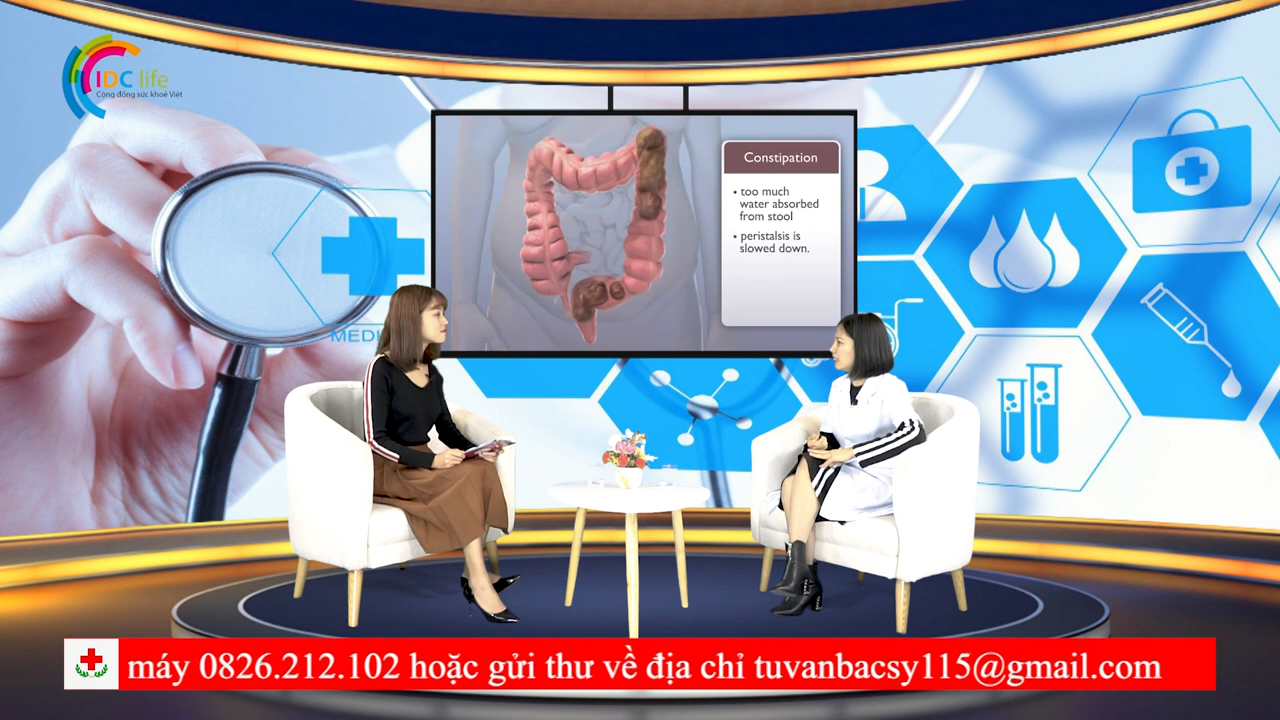 IDC life
Cộng đồng sức khoẻ Việt
Constipation
• too much
water absorbed
from stool
• peristalsis is
slowed down.
MEDI
máy 0826.212.102 hoặc gửi thư về địa chỉ tuvanbacsy115@gmail.com